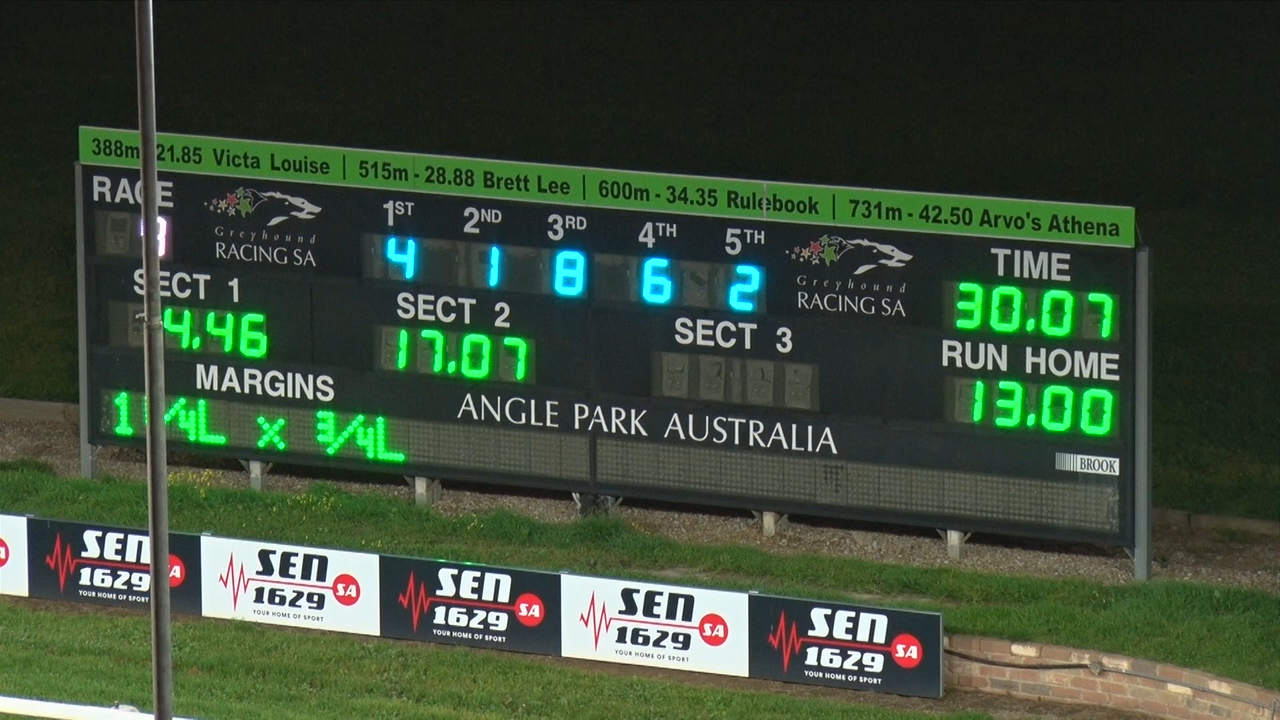 388m 21.85 Victa Louise | 515m - 28.88 Brett Lee | 600m - 34.35 Rulebook | 731m - 42.50 Arvo's Athena
RACE
Greyhound
RACING SA
1ST 2ND 3RD 4TH 5TH
4 1 8 6 2
Greyhound
RACING SA
TIME
30.07
SECT 1
4.46
SECT 2
17.07
SECT 3
RUN HOME
13.00
MARGINS
1 /4L x 3/4L
ANGLE PARK AUSTRALIA
BROOK
SEN
1629 SA
YOUR HOME OF SPORT
SEN
1629 SA
YOUR HOME OF SPORT
SEN
1629 SA
YOUR HOME OF SPORT
SEN
1629 SA
YOUR HOME OF SPORT
SEN
1629 SA
YOUR HOME OF SPORT